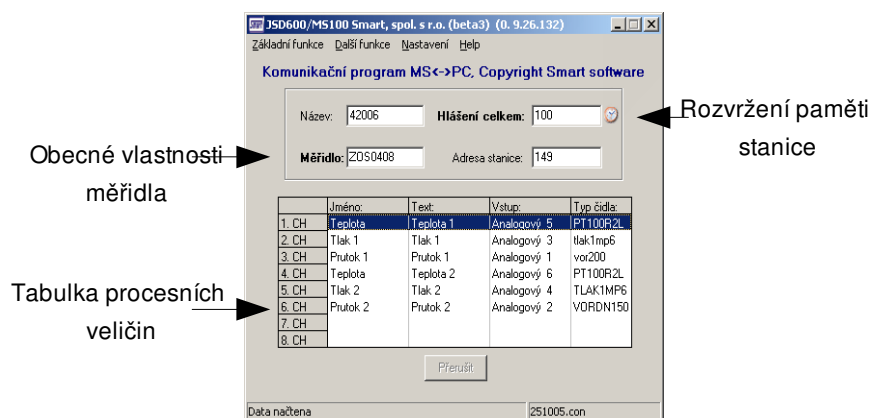 JSD600/MS100 Smart, spol. s r.o. (beta3) (0. 9.26.132)
Základní funkce Další funkce Nastavení Help
Komunikační program MS<->PC, Copyright Smart software
Název: 42006 Hlášení celkem: 100
Měřidlo: ZOS0408 Adresa stanice: 149
Rozvržení paměti
stanice
Obecné vlastnosti
měřidla
Jméno: Text: Vstup: Typ čidla:
1. CH Teplota Teplota 1 Analogový 5 PT100R2L
2. CH Tlak 1 Tlak 1 Analogový 3 tlak1mp6
3. CH Prutok 1 Prutok 1 Analogový 1 vor200
4. CH Teplota Teplota 2 Analogový 6 PT100R2L
5. CH Tlak 2 Tlak 2 Analogový 4 TLAK1MP6
6. CH Prutok 2 Prutok 2 Analogový 2 VORDN150
7. CH
8. CH
Tabulka procesních
veličin
Přerušit
Data načtena 251005.con